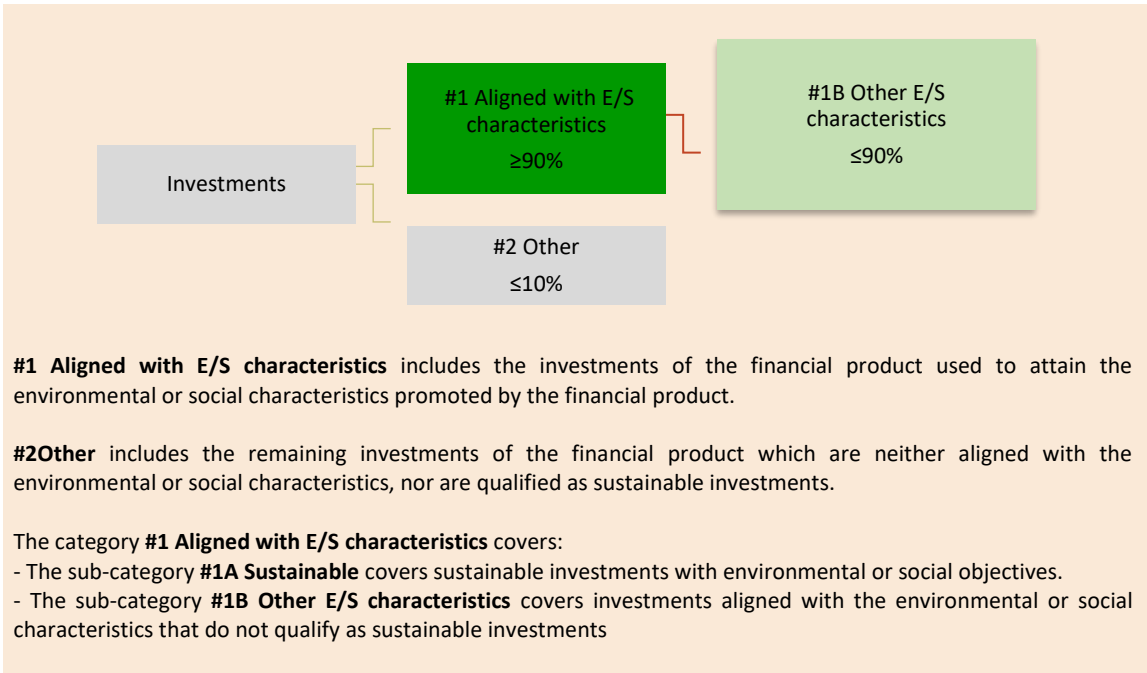 #1 Aligned with E/S
characteristics
≥90%
#1B Other E/S
characteristics
≤90%
Investments
#2 Other
≤10%
#1 Aligned with E/S characteristics includes the investments of the financial product used to attain the
environmental or social characteristics promoted by the financial product.
#2Other includes the remaining investments of the financial product which are neither aligned with the
environmental or social characteristics, nor are qualified as sustainable investments.
The category #1 Aligned with E/S characteristics covers:
- The sub-category #1A Sustainable covers sustainable investments with environmental or social objectives.
- The sub-category #1B Other E/S characteristics covers investments aligned with the environmental or social
characteristics that do not qualify as sustainable investments